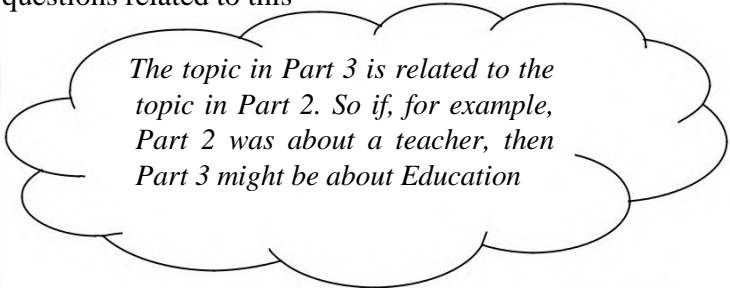 questions related to this
The topic in Part 3 is related to the
topic in Part 2. So if, for example,
Part 2 was about a teacher, then
Part 3 might be about Education